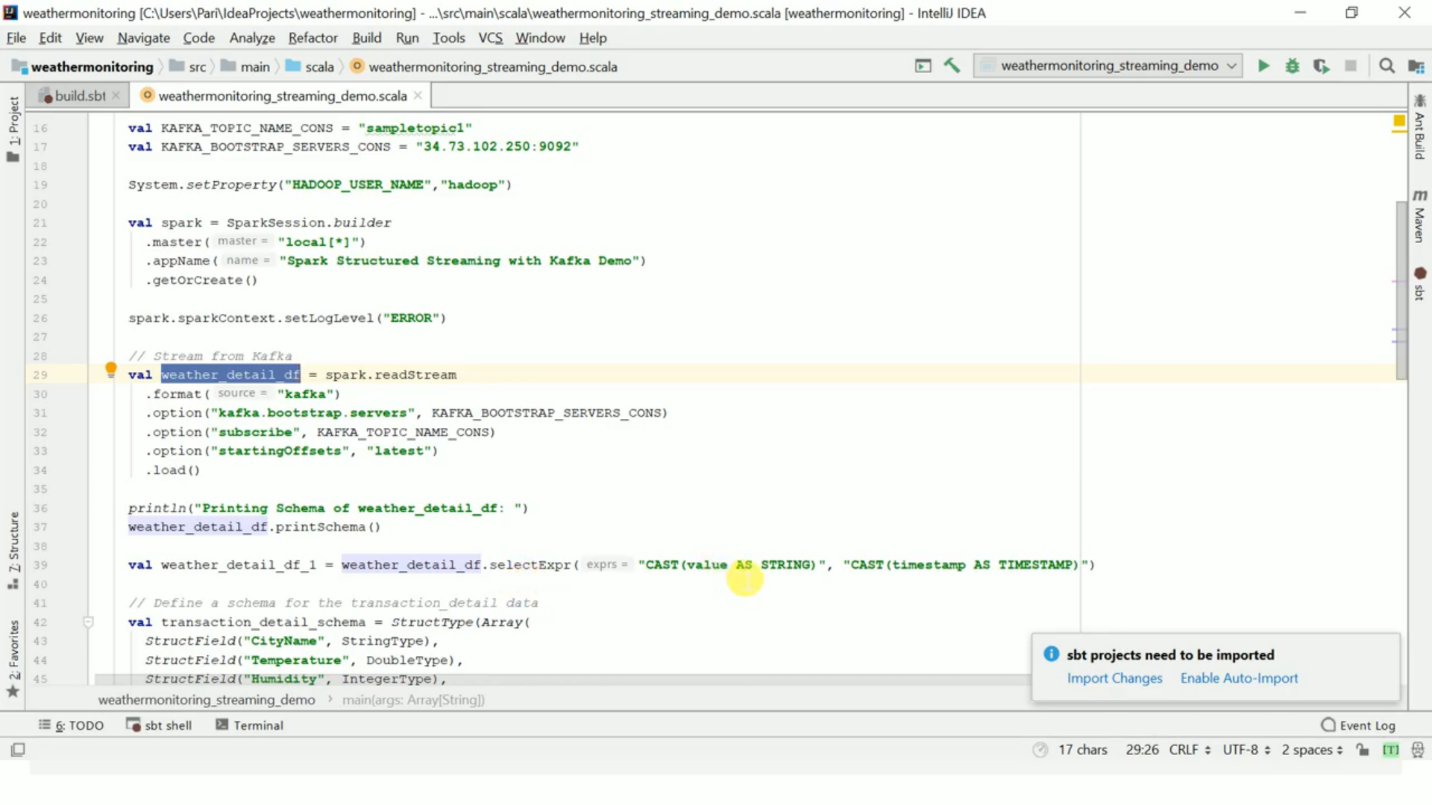 weathermonitoring [C:\Users\Pari\IdeaProjects\weathermonitoring] - ...\src\main\scala\weathermonitoring_streaming_demo.scala [weathermonitoring] - IntelliJ IDEA
File Edit View Navigate Code Analyze Refactor Build Run Tools VCS Window Help
weathermonitoring src main scala weathermonitoring_streaming_demo.scala weathermonitoring_streaming_demo
build.sbt weathermonitoring_streaming_demo.scala
1: Project
Z: Structure
2: Favorites
Ant Build
m Maven
sbt
16 val KAFKA_TOPIC_NAME_CONS = "sampletopic1"
17 val KAFKA_BOOTSTRAP_SERVERS_CONS = "34.73.102.250:9092"
18
19 System.setProperty("HADOOP_USER_NAME","hadoop")
20
21 val spark = SparkSession.builder
22 .master( master = "local[*]")
23 .appName( name = "Spark Structured Streaming with Kafka Demo")
24 .getOrCreate()
25
26 spark.sparkContext.setLogLevel("ERROR")
27
28 // Stream from Kafka
29 val weather_detail_df = spark.readStream
30 .format( source = "kafka")
31 .option("kafka.bootstrap.servers", KAFKA_BOOTSTRAP_SERVERS_CONS)
32 .option("subscribe", KAFKA_TOPIC_NAME_CONS)
33 .option("startingOffsets", "latest")
34 .load()
35
36 println("Printing Schema of weather_detail_df: ")
37 weather_detail_df.printSchema()
38
39 val weather_detail_df_1 = weather_detail_df.selectExpr( exprs = "CAST(value AS STRING)", "CAST(timestamp AS TIMESTAMP)")
40
41 // Define a schema for the transaction_detail data
42 val transaction_detail_schema = StructType(Array(
43 StructField("CityName", StringType),
44 StructField("Temperature", DoubleType),
45 StructField("Humidity", IntegerType),
sbt projects need to be imported
Import Changes Enable Auto-Import
weathermonitoring_streaming_demo main(args: Array[String])
6: TODO sbt shell Terminal Event Log
17 chars 29:26 CRLF UTF-8 2 spaces [T]